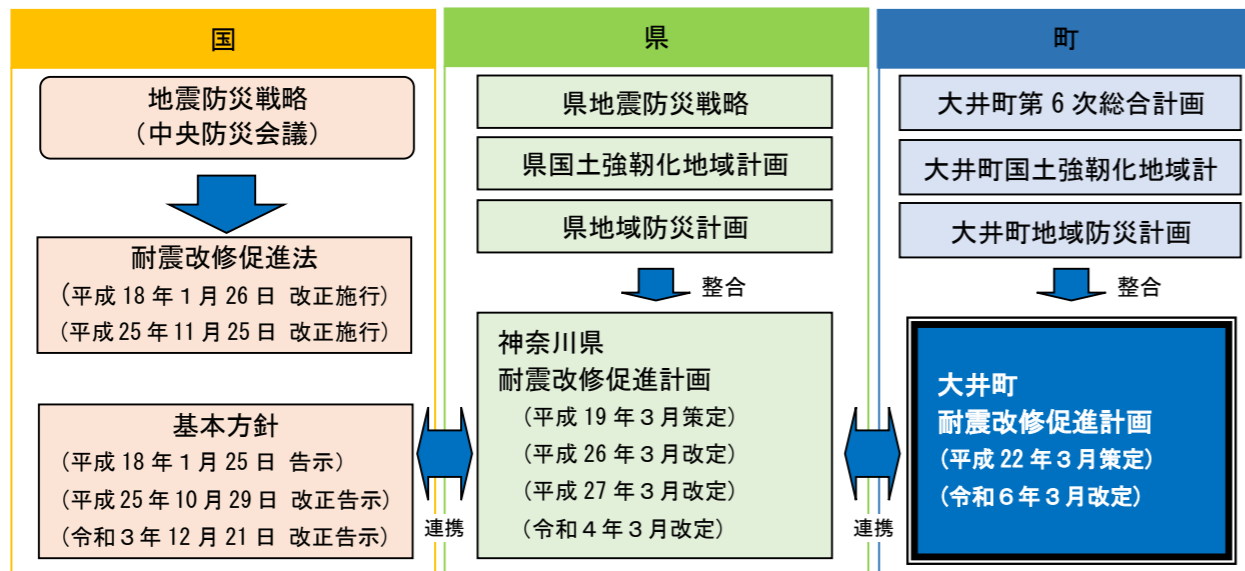 国
地震防災戦略
（中央防災会議）
耐震改修促進法
(平成 18 年 1 月 26 日 改正施行)
(平成 25 年 11 月 25 日 改正施行)
基本方針
(平成 18 年 1 月 25 日 告示)
(平成 25 年 10 月 29 日 改正告示)
(令和３年 12 月 21 日 改正告示)
連携
県
県地震防災戦略
県国土強靭化地域計画
県地域防災計画
整合
神奈川県
耐震改修促進計画
(平成 19 年３月策定)
(平成 26 年３月改定)
(平成 27 年３月改定)
(令和４年３月改定)
連携
町
大井町第 6 次総合計画
大井町国土強靭化地域計
大井町地域防災計画
整合
大井町
耐震改修促進計画
(平成 22 年３月策定)
(令和６年３月改定)